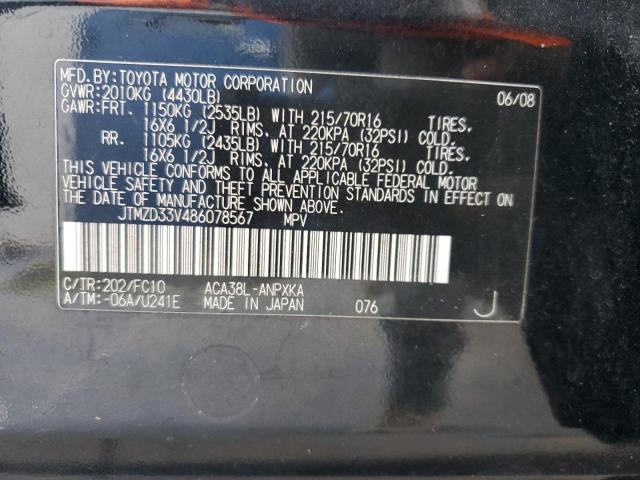 MFD.BY:TOYOTA MOTOR CORPORATION 06/08
GVWR:2010KG (4430LB)
GAWR:FRT. 1150KG (2535LB) WITH 215/70R16 TIRES.
16X6 1/2J RIMS. AT 220KPA (32PSI) COLD.
RR. 1105KG (2435LB) WITH 215/70R16 TIRES.
16X6 1/2J RIMS. AT 220KPA (32PSI) COLD.
THIS VEHICLE CONFORMS TO ALL APPLICABLE FEDERAL MOTOR
VEHICLE SAFETY AND THEFT PREVENTION STANDARDS IN EFFECT ON
THE DATE OF MANUFACTURE SHOWN ABOVE.
JTMZD33V486078567 MPV
C/TR:202/FC10 ACA38L-ANPXKA
A/TM:-06A/U241E MADE IN JAPAN 076 J